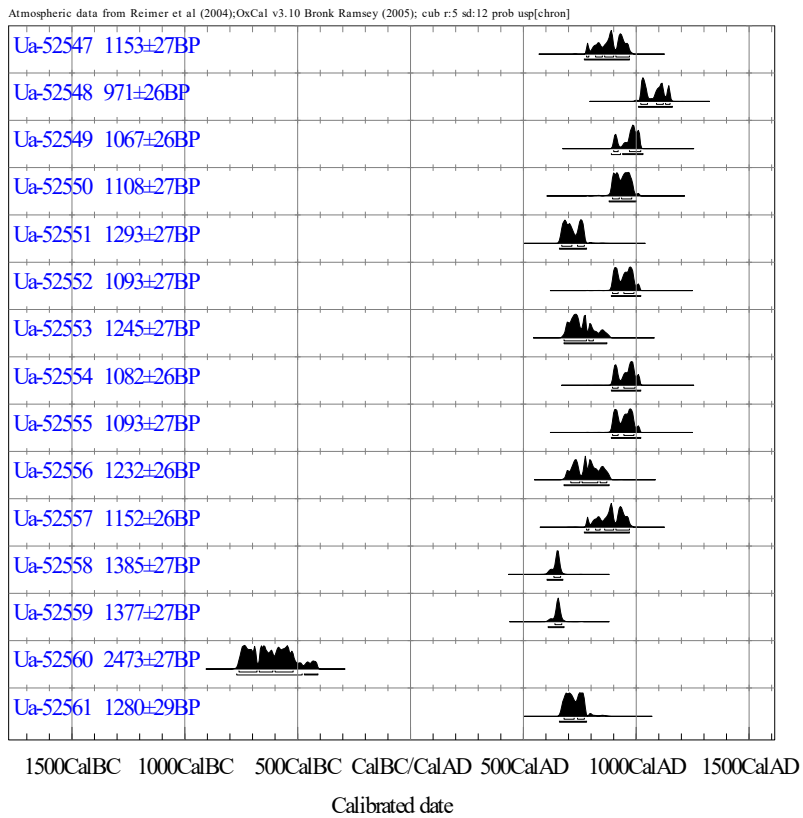 Atmospheric data from Reimer et al (2004);OxCal v3.10 Bronk Ramsey (2005); cub r:5 sd:12 prob usp[chron]
Ua-52547 1153±27BP
Ua-52548 971±26BP
Ua-52549 1067±26BP
Ua-52550 1108±27BP
Ua-52551 1293±27BP
Ua-52552 1093±27BP
Ua-52553 1245±27BP
Ua-52554 1082±26BP
Ua-52555 1093±27BP
Ua-52556 1232±26BP
Ua-52557 1152±26BP
Ua-52558 1385±27BP
Ua-52559 1377±27BP
Ua-52560 2473±27BP
Ua-52561 1280±29BP
1500CalBC 1000CalBC 500CalBC CalBC/CalAD 500CalAD 1000CalAD 1500CalAD
Calibrated date